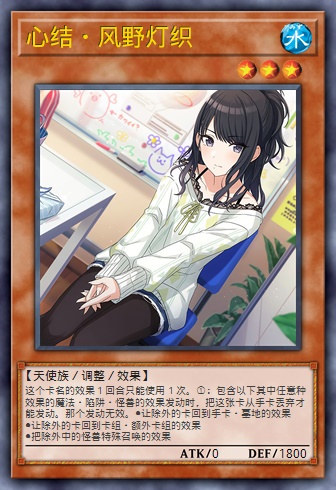 心结·风野灯织
水
【天使族／调整／效果】
这个卡名的效果1回合只能使用1次。①：包含以下其中任意种
效果的魔法·陷阱·怪兽的效果发动时，把这张卡从手卡丢弃才
能发动。那个发动无效。●让除外的卡回到手卡·墓地的效果
●让除外的卡回到卡组·额外卡组的效果
●把除外中的怪兽特殊召唤的效果
ATK/0 DEF/1800